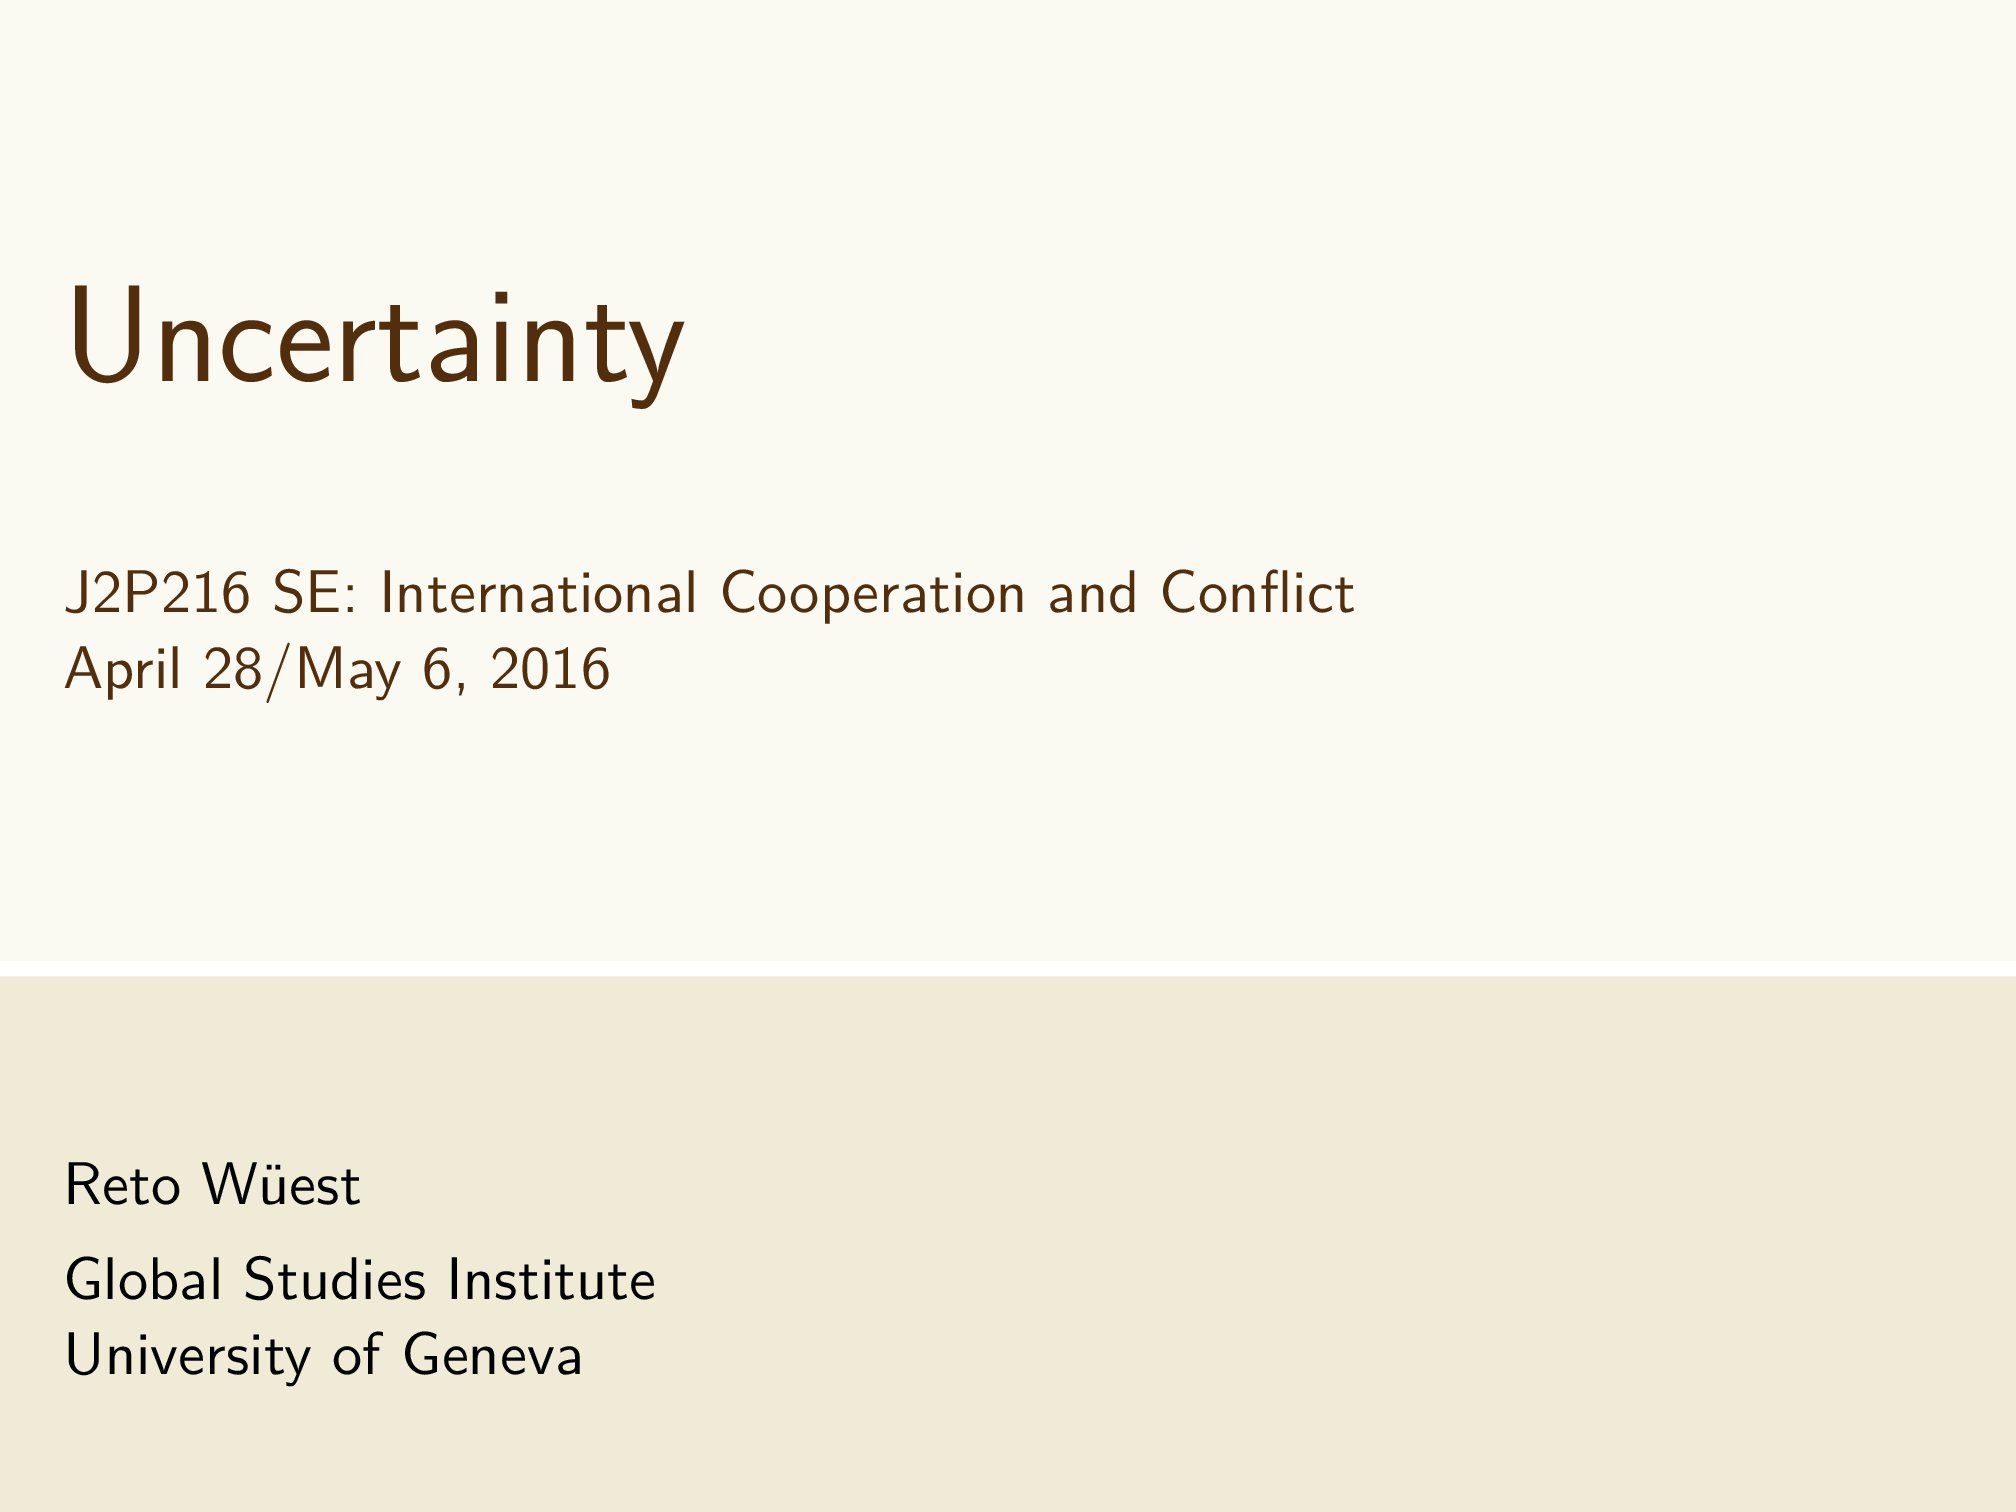 Uncertainty
J2P216 SE: International Cooperation and Conflict
April 28/May 6, 2016
Reto Wüest
Global Studies Institute
University of Geneva